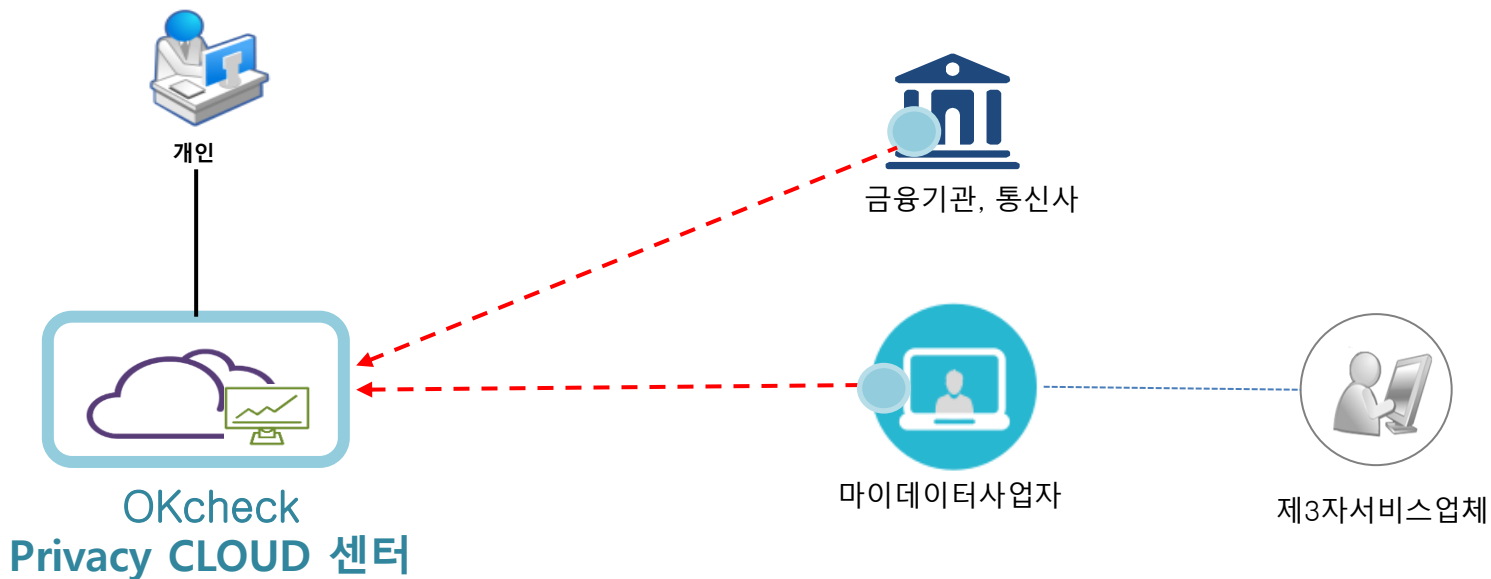 개인
금융기관, 통신사
마이데이터사업자
제3자서비스업체
OKcheck
Privacy CLOUD 센터